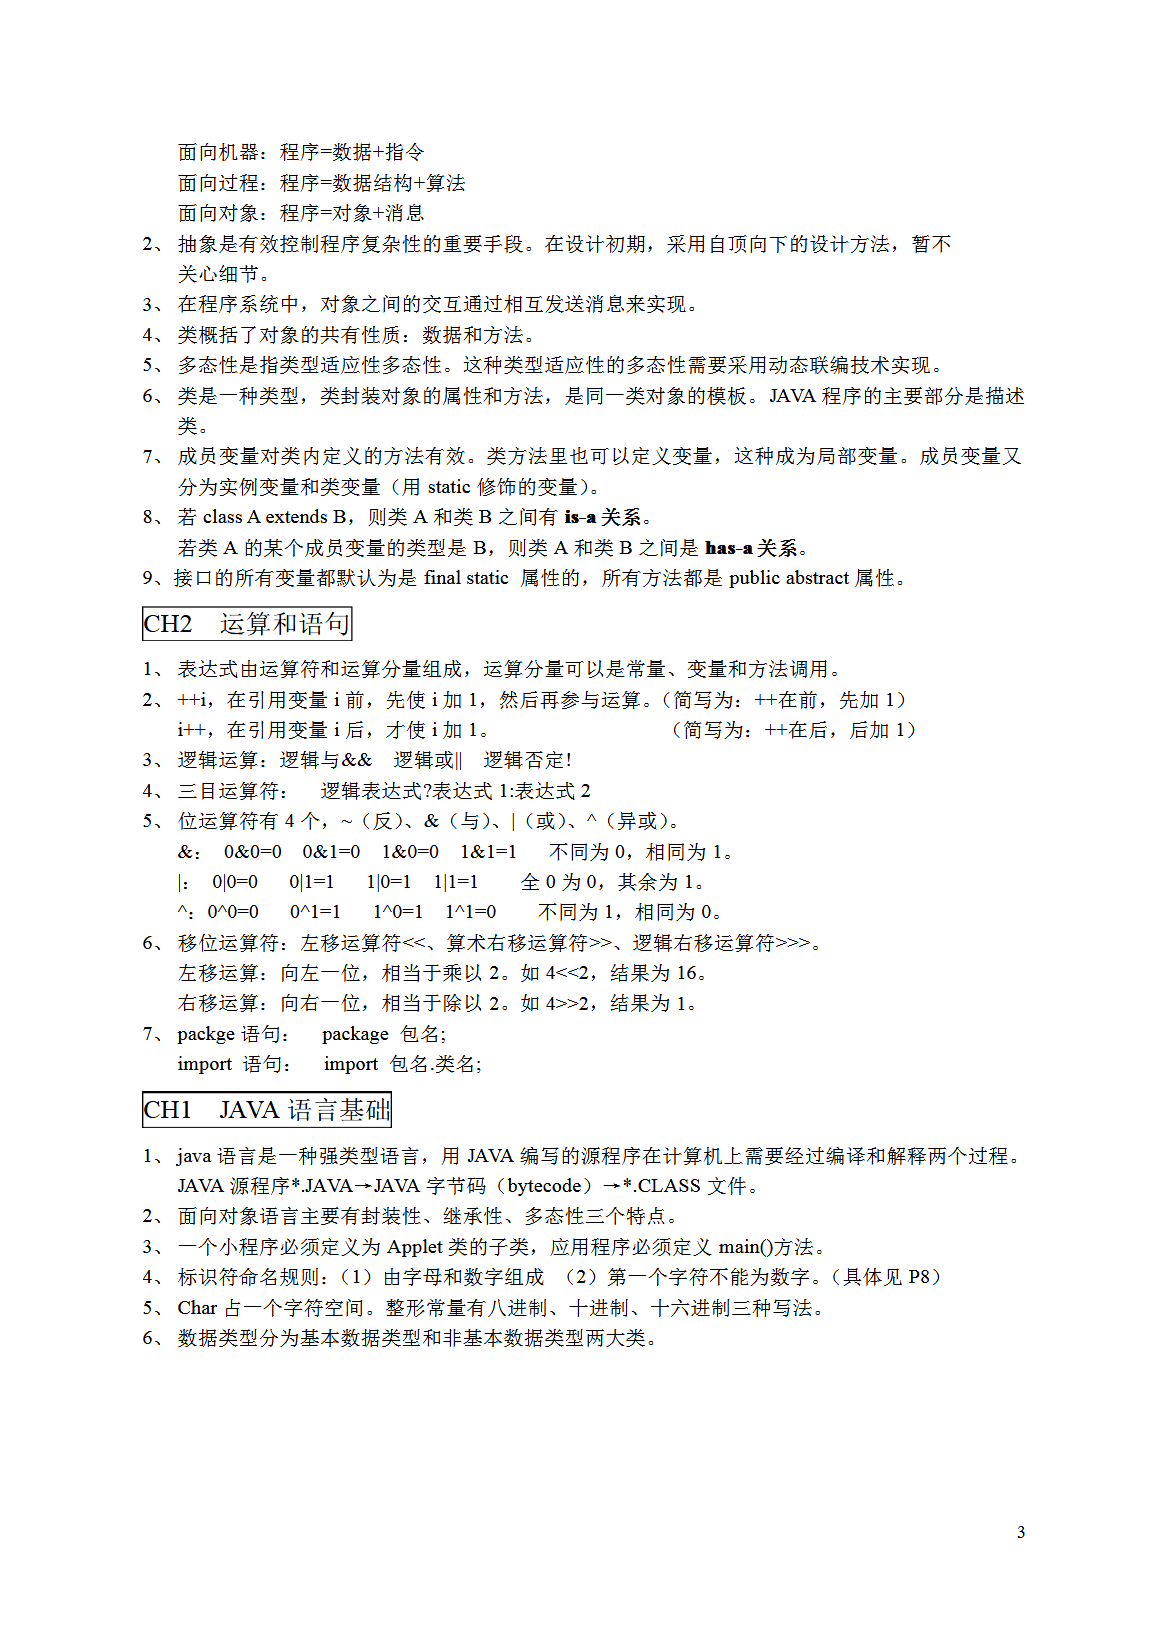 面向机器：程序=数据+指令
面向过程：程序=数据结构+算法
面向对象：程序=对象+消息
2、 抽象是有效控制程序复杂性的重要手段。在设计初期，采用自顶向下的设计方法，暂不
关心细节。
3、 在程序系统中，对象之间的交互通过相互发送消息来实现。
4、 类概括了对象的共有性质：数据和方法。
5、 多态性是指类型适应性多态性。这种类型适应性的多态性需要采用动态联编技术实现。
6、 类是一种类型，类封装对象的属性和方法，是同一类对象的模板。JAVA 程序的主要部分是描述
类。
7、 成员变量对类内定义的方法有效。类方法里也可以定义变量，这种成为局部变量。成员变量又
分为实例变量和类变量（用 static 修饰的变量）。
8、 若 class A extends B，则类 A 和类 B 之间有 is-a 关系。
若类 A 的某个成员变量的类型是 B，则类 A 和类 B 之间是 has-a 关系。
9、接口的所有变量都默认为是 final static 属性的，所有方法都是 public abstract 属性。
CH2 运算和语句
1、 表达式由运算符和运算分量组成，运算分量可以是常量、变量和方法调用。
2、 ++i，在引用变量 i 前，先使 i 加 1，然后再参与运算。（简写为：++在前，先加 1）
i++，在引用变量 i 后，才使 i 加 1。 （简写为：++在后，后加 1）
3、 逻辑运算：逻辑与&& 逻辑或|| 逻辑否定!
4、 三目运算符： 逻辑表达式?表达式 1:表达式 2
5、 位运算符有 4 个，~（反）、&（与）、|（或）、^（异或）。
&： 0&0=0 0&1=0 1&0=0 1&1=1 不同为 0，相同为 1。
|： 0|0=0 0|1=1 1|0=1 1|1=1 全 0 为 0，其余为 1。
^：0^0=0 0^1=1 1^0=1 1^1=0 不同为 1，相同为 0。
6、 移位运算符：左移运算符<<、算术右移运算符>>、逻辑右移运算符>>>。
左移运算：向左一位，相当于乘以 2。如 4<<2，结果为 16。
右移运算：向右一位，相当于除以 2。如 4>>2，结果为 1。
7、 packge 语句： package 包名;
import 语句： import 包名.类名;
CH1 JAVA 语言基础
1、 java 语言是一种强类型语言，用 JAVA 编写的源程序在计算机上需要经过编译和解释两个过程。
JAVA 源程序*.JAVA→JAVA 字节码（bytecode）→*.CLASS 文件。
2、 面向对象语言主要有封装性、继承性、多态性三个特点。
3、 一个小程序必须定义为 Applet 类的子类，应用程序必须定义 main()方法。
4、 标识符命名规则：（1）由字母和数字组成 （2）第一个字符不能为数字。（具体见 P8）
5、 Char 占一个字符空间。整形常量有八进制、十进制、十六进制三种写法。
6、 数据类型分为基本数据类型和非基本数据类型两大类。
3